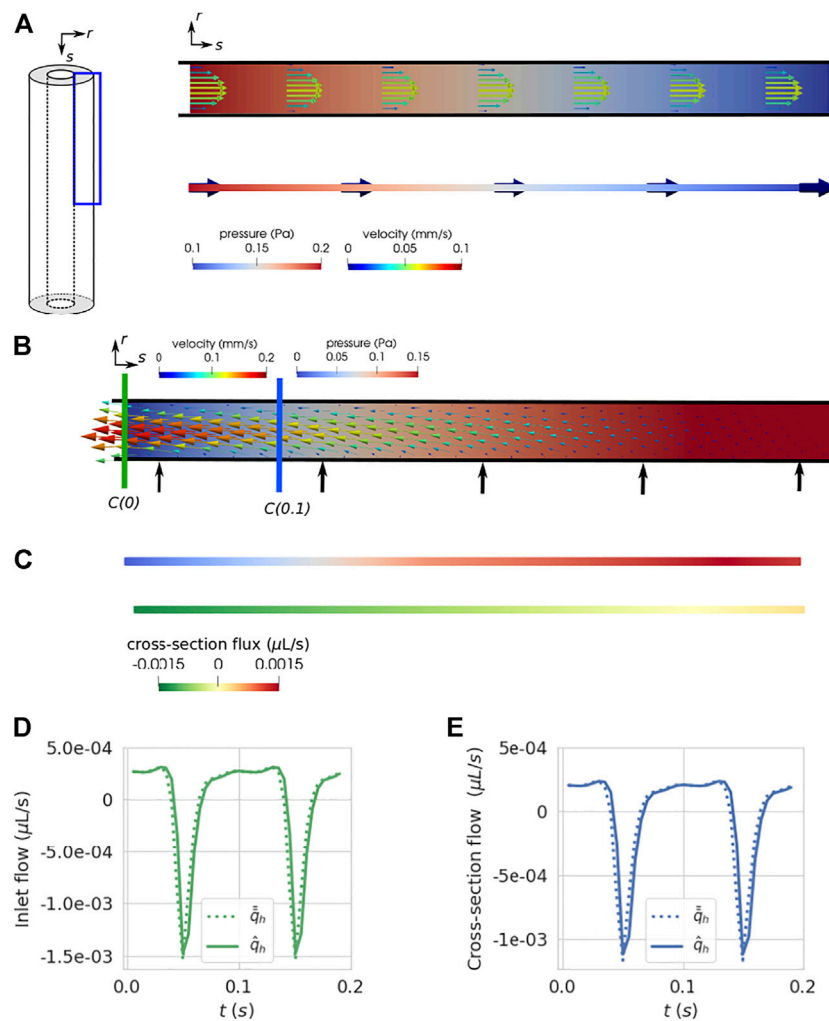 A
r
s
r
s
pressure (Pa)
0.1 0.15 0.2
velocity (mm/s)
0 0.05 0.1
B
r
s
velocity (mm/s)
0 0.1 0.2
pressure (Pa)
0 0.05 0.1 0.15
C(0)
C(0.1)
C
cross-section flux (μL/s)
-0.0015 0 0.0015
D
Inlet flow (μL/s)
5.0e-04
0
-5.0e-04
-1.0e-03
-1.5e-03
q̿h
q̂h
0.0 0.1 0.2
t (s)
E
Cross-section flow (μL/s)
5e-04
0
-5e-04
-1e-03
q̿h
q̂h
0.0 0.1 0.2
t (s)